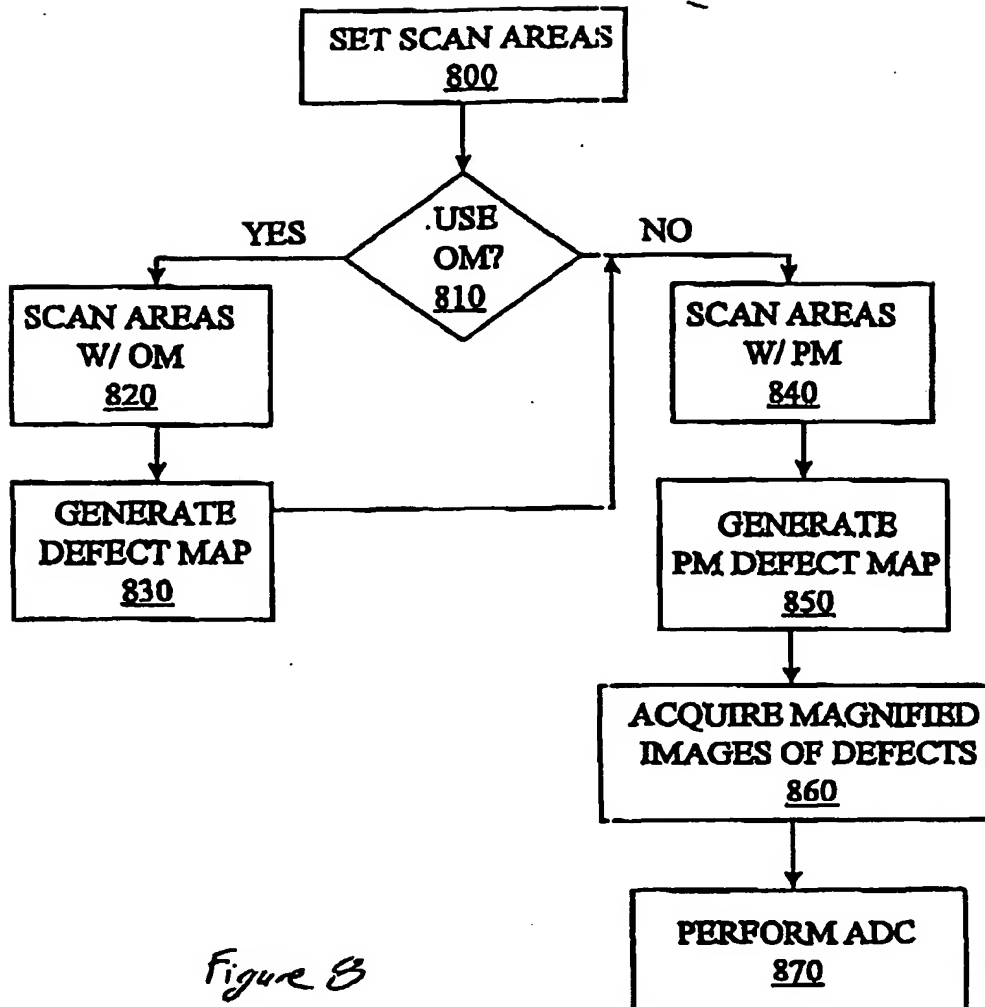 SET SCAN AREAS
800
.USE
OM?
810
YES
NO
SCAN AREAS
W/ OM
820
GENERATE
DEFECT MAP
830
SCAN AREAS
W/ PM
840
GENERATE
PM DEFECT MAP
850
ACQUIRE MAGNIFIED
IMAGES OF DEFECTS
860
PERFORM ADC
870
Figure 8